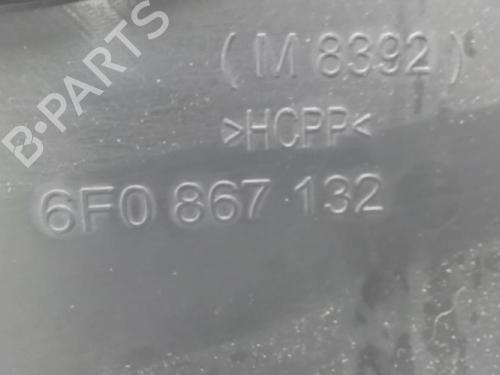 ( M 8392 )
>HCPP<
6F0 867 132
B-PARTS